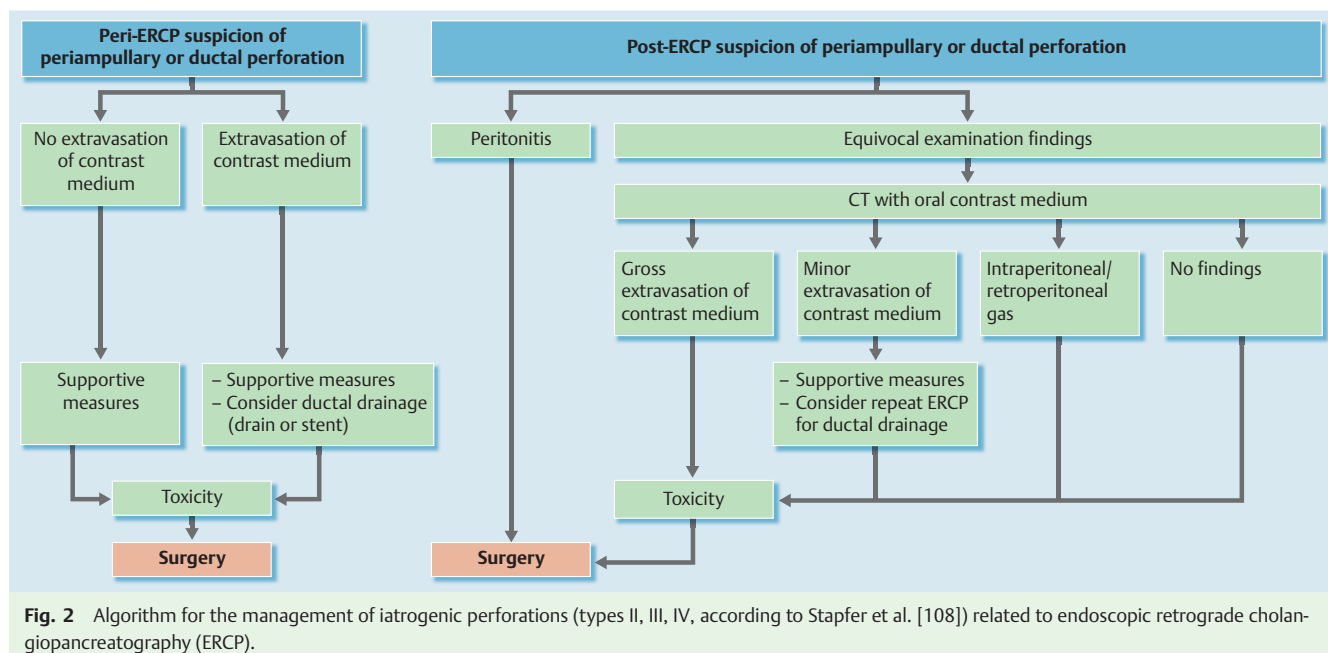 Peri-ERCP suspicion of
periampullary or ductal perforation
No extravasation
of contrast
medium
Extravasation of
contrast medium
Supportive
measures
– Supportive measures
– Consider ductal drainage
(drain or stent)
Toxicity
Surgery
Post-ERCP suspicion of periampullary or ductal perforation
Peritonitis
Equivocal examination findings
CT with oral contrast medium
Gross
extravasation of
contrast medium
Minor
extravasation of
contrast medium
Intraperitoneal/
retroperitoneal
gas
No findings
– Supportive measures
– Consider repeat ERCP
for ductal drainage
Toxicity
Surgery
Fig. 2 Algorithm for the management of iatrogenic perforations (types II, III, IV, according to Stapfer et al. [108]) related to endoscopic retrograde cholan-
giopancreatography (ERCP).